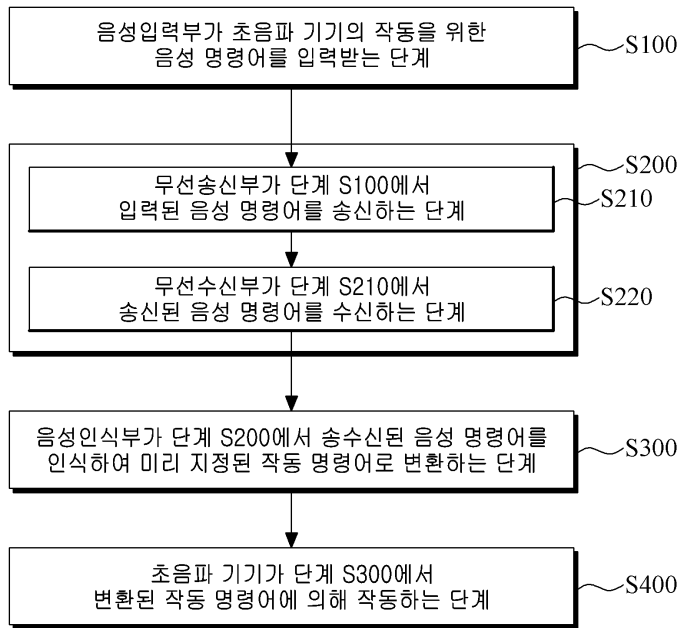 음성입력부가 초음파 기기의 작동을 위한
음성 명령어를 입력받는 단계
S100
S200
무선송신부가 단계 S100에서
입력된 음성 명령어를 송신하는 단계
S210
무선수신부가 단계 S210에서
송신된 음성 명령어를 수신하는 단계
S220
음성인식부가 단계 S200에서 송수신된 음성 명령어를
인식하여 미리 지정된 작동 명령어로 변환하는 단계
S300
초음파 기기가 단계 S300에서
변환된 작동 명령어에 의해 작동하는 단계
S400